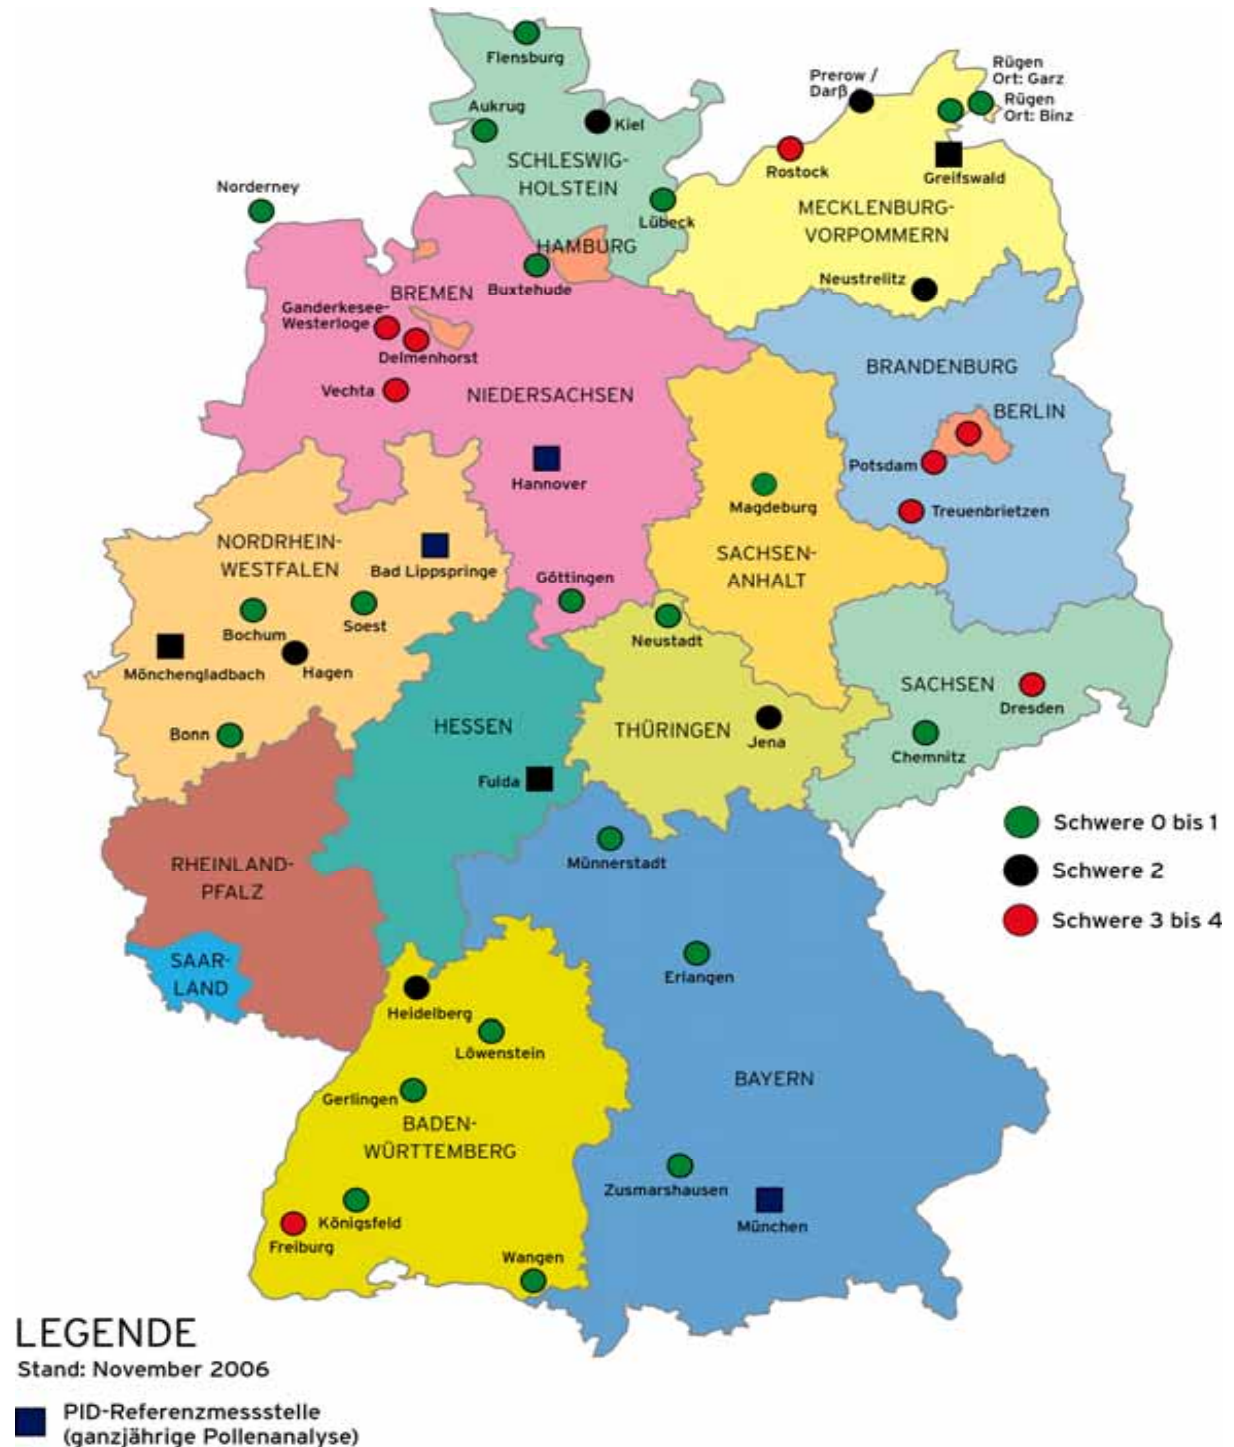 Flensburg
Aukrug
Kiel
SCHLESWIG-
HOLSTEIN
Lübeck
Prerow /
Darβ
Rügen
Ort: Garz
Rügen
Ort: Binz
Rostock
Greifswald
MECKLENBURG-
VORPOMMERN
Neustrelitz
Norderney
HAMBURG
Buxtehude
BREMEN
Ganderkesee-
Westerloge
Delmenhorst
Vechta
NIEDERSACHSEN
Hannover
Göttingen
BRANDENBURG
BERLIN
Potsdam
Treuenbrietzen
Magdeburg
SACHSEN-
ANHALT
NORDRHEIN-
WESTFALEN
Bad Lippspringe
Bochum
Soest
Mönchengladbach
Hagen
Bonn
Neustadt
THÜRINGEN
Jena
SACHSEN
Dresden
Chemnitz
HESSEN
Fulda
RHEINLAND-
PFALZ
SAAR-
LAND
Münnerstadt
Erlangen
BAYERN
Zusmarshausen
München
Heidelberg
Löwenstein
Gerlingen
BADEN-
WÜRTTEMBERG
Königsfeld
Freiburg
Wangen
Schwere 0 bis 1
Schwere 2
Schwere 3 bis 4
LEGENDE
Stand: November 2006
PID-Referenzmessstelle
(ganzjährige Pollenanalyse)